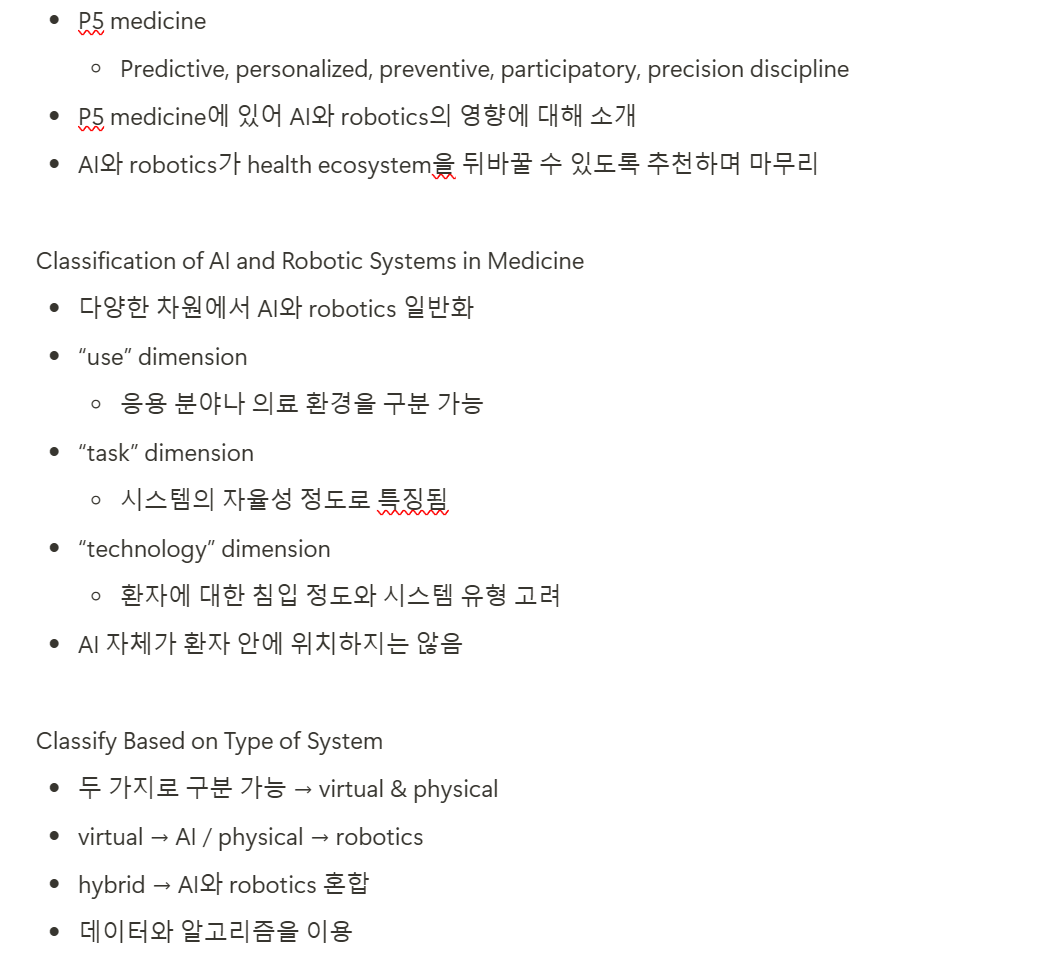 • P5 medicine
○ Predictive, personalized, preventive, participatory, precision discipline
• P5 medicine에 있어 AI와 robotics의 영향에 대해 소개
• AI와 robotics가 health ecosystem을 뒤바꿀 수 있도록 추천하며 마무리
Classification of AI and Robotic Systems in Medicine
• 다양한 차원에서 AI와 robotics 일반화
• “use” dimension
○ 응용 분야나 의료 환경을 구분 가능
• “task” dimension
○ 시스템의 자율성 정도로 특징됨
• “technology” dimension
○ 환자에 대한 침입 정도와 시스템 유형 고려
• AI 자체가 환자 안에 위치하지는 않음
Classify Based on Type of System
• 두 가지로 구분 가능 → virtual & physical
• virtual → AI / physical → robotics
• hybrid → AI와 robotics 혼합
• 데이터와 알고리즘을 이용